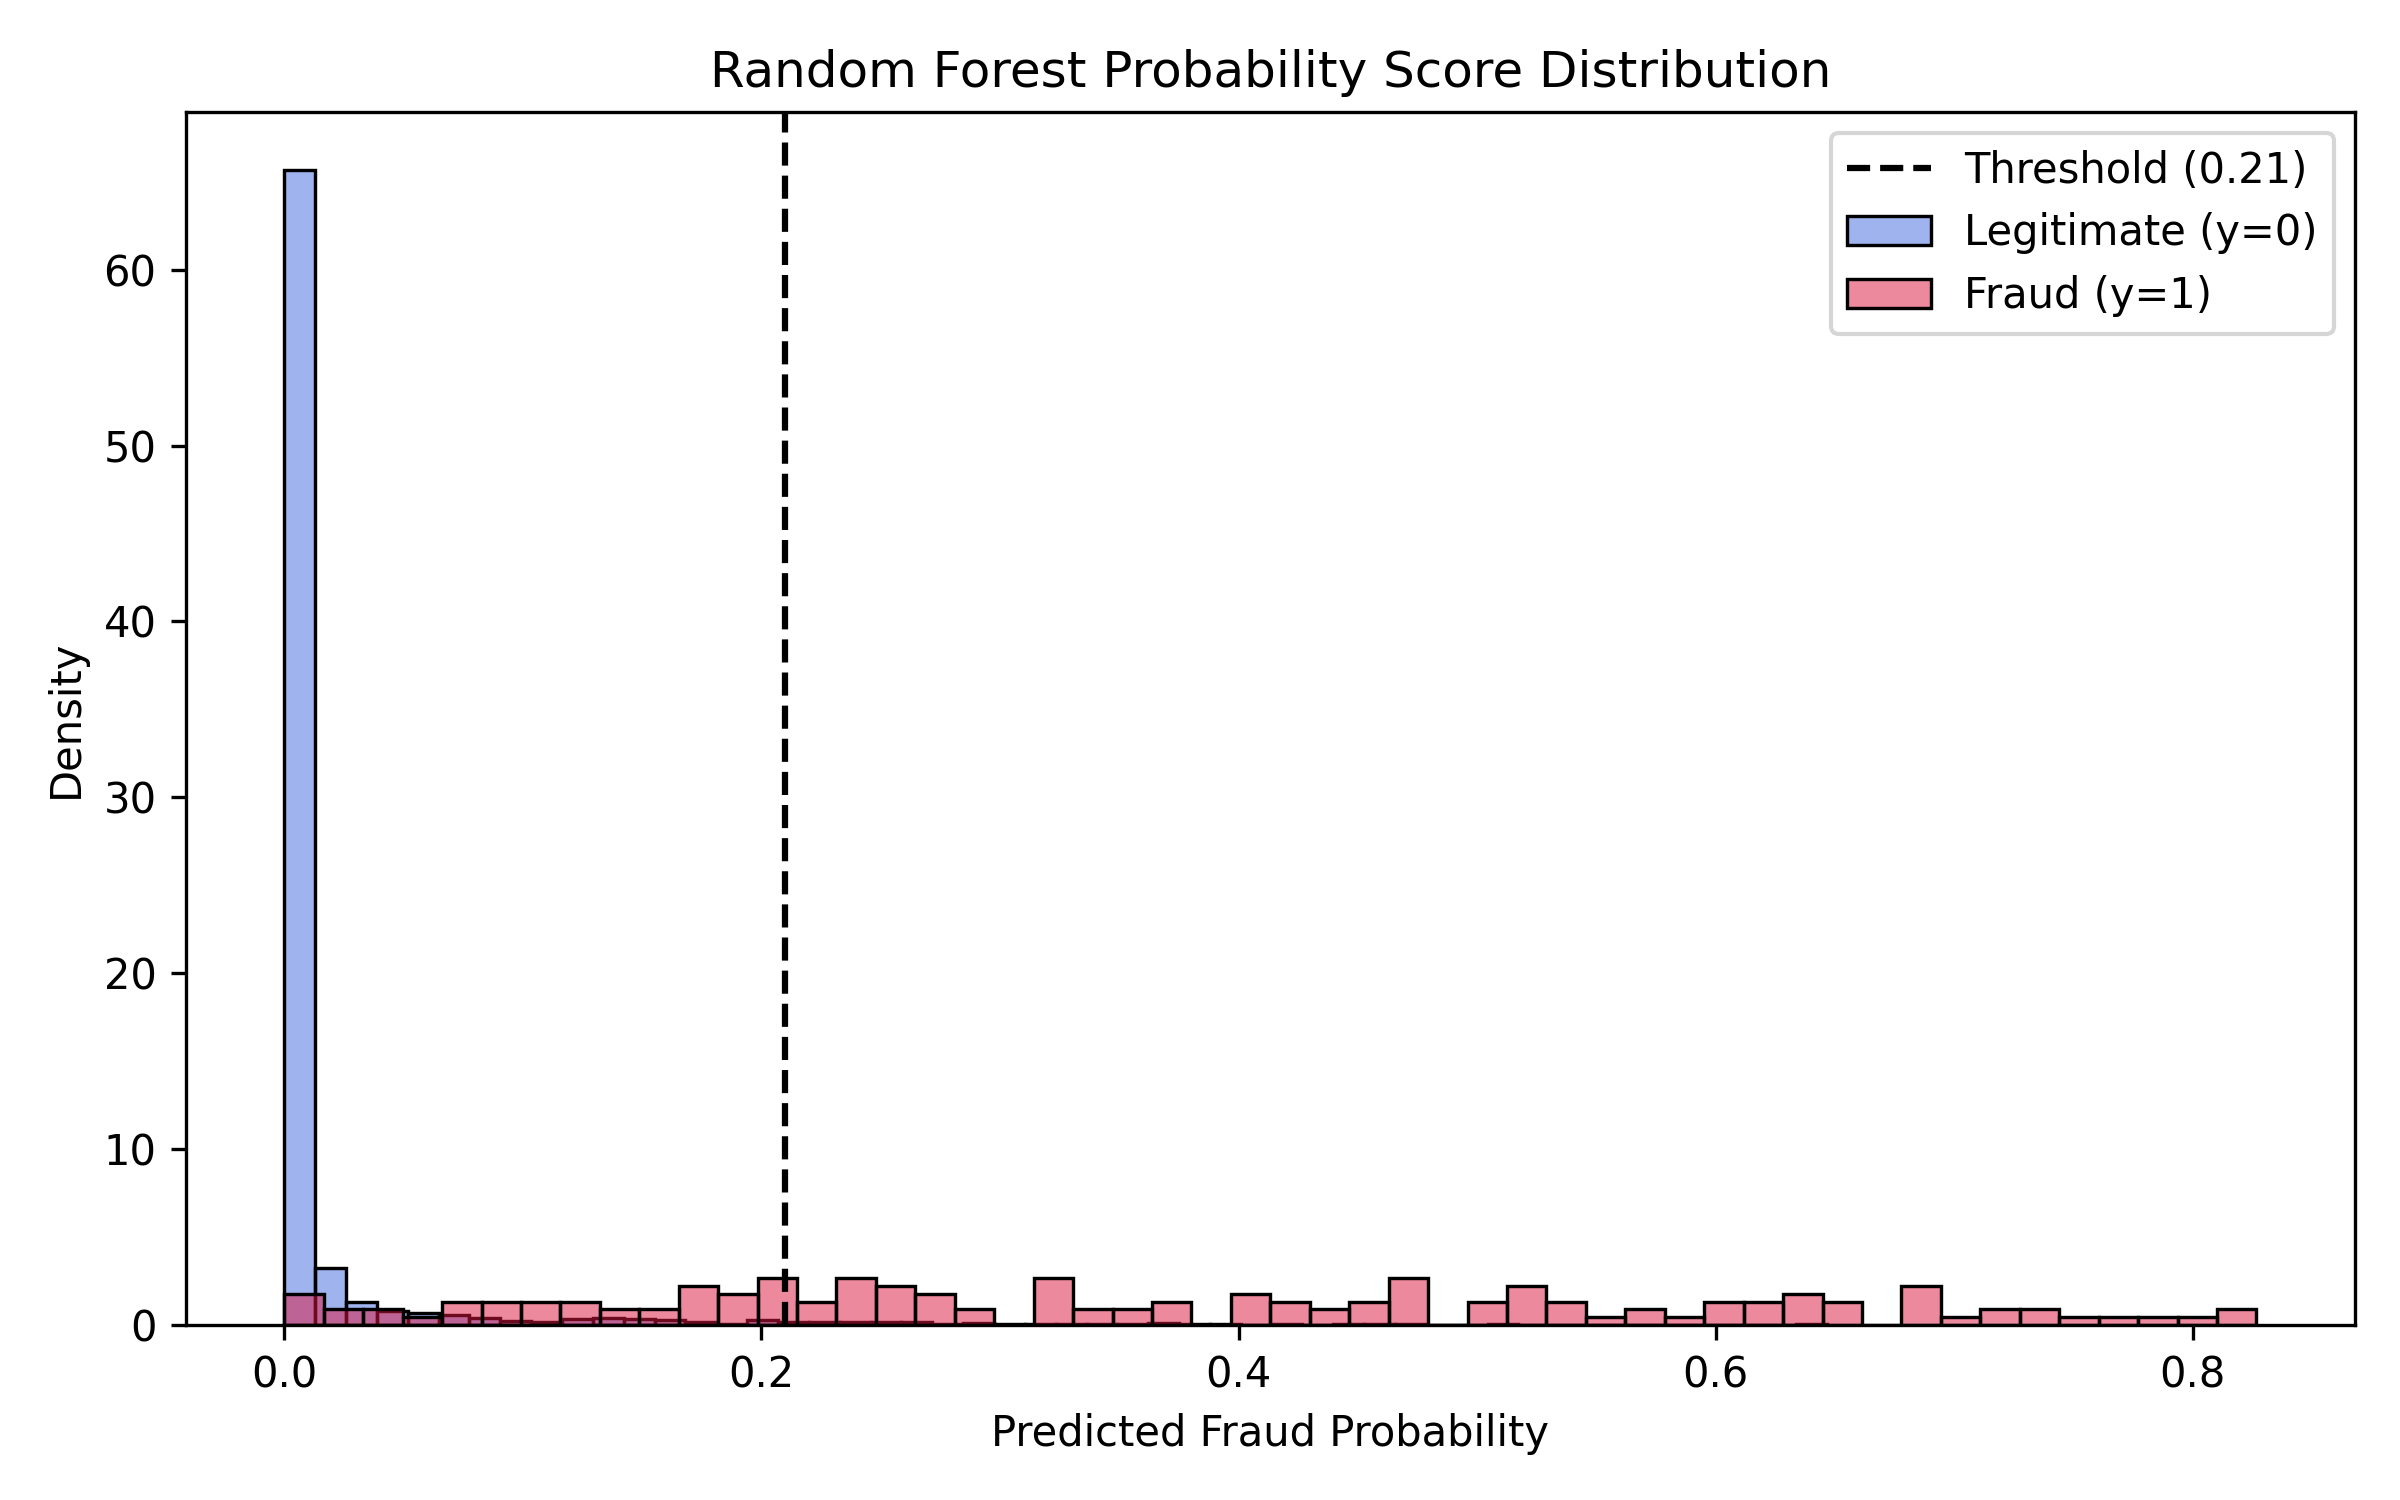 Random Forest Probability Score Distribution
Threshold (0.21)
Legitimate (y=0)
Fraud (y=1)
Density
60
50
40
30
20
10
0
0.0 0.2 0.4 0.6 0.8
Predicted Fraud Probability